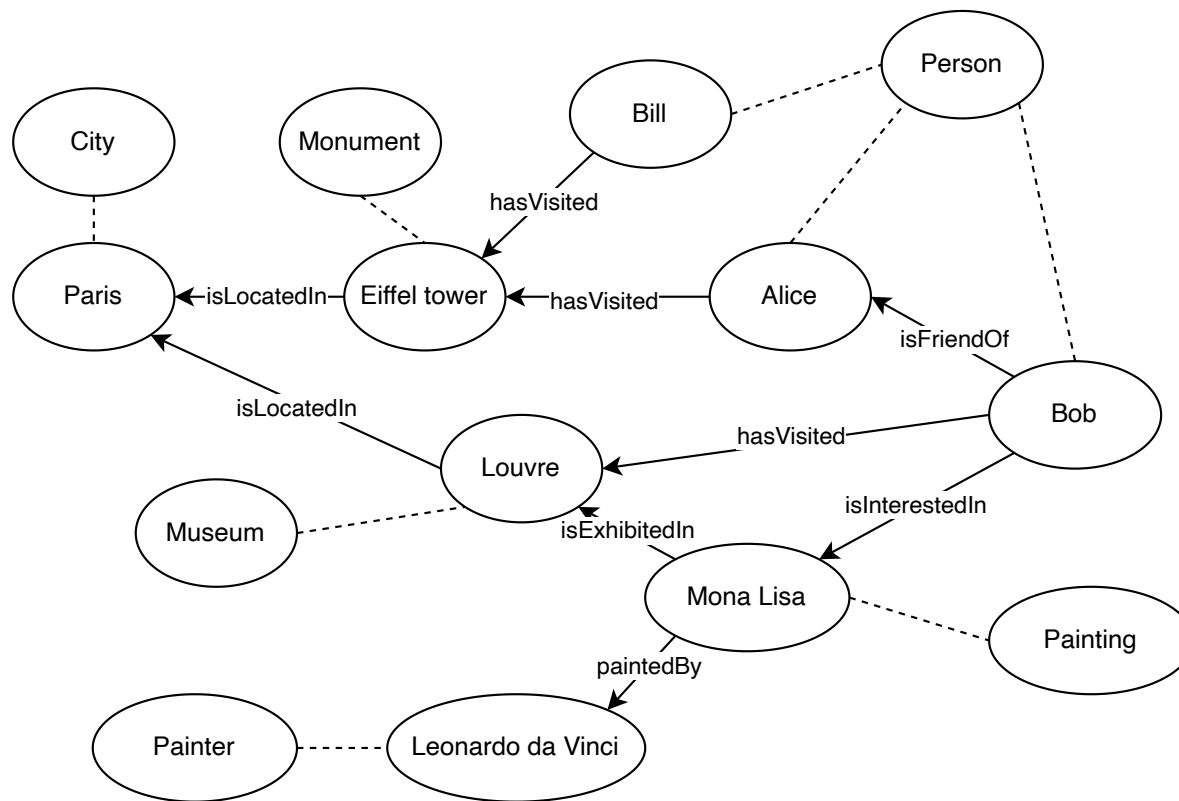 Person
Bill
City
Monument
hasVisited
Paris
isLocatedIn
Eiffel tower
hasVisited
Alice
isFriendOf
isLocatedIn
Bob
hasVisited
Louvre
isInterestedIn
Museum
isExhibitedIn
Mona Lisa
Painting
paintedBy
Painter
Leonardo da Vinci